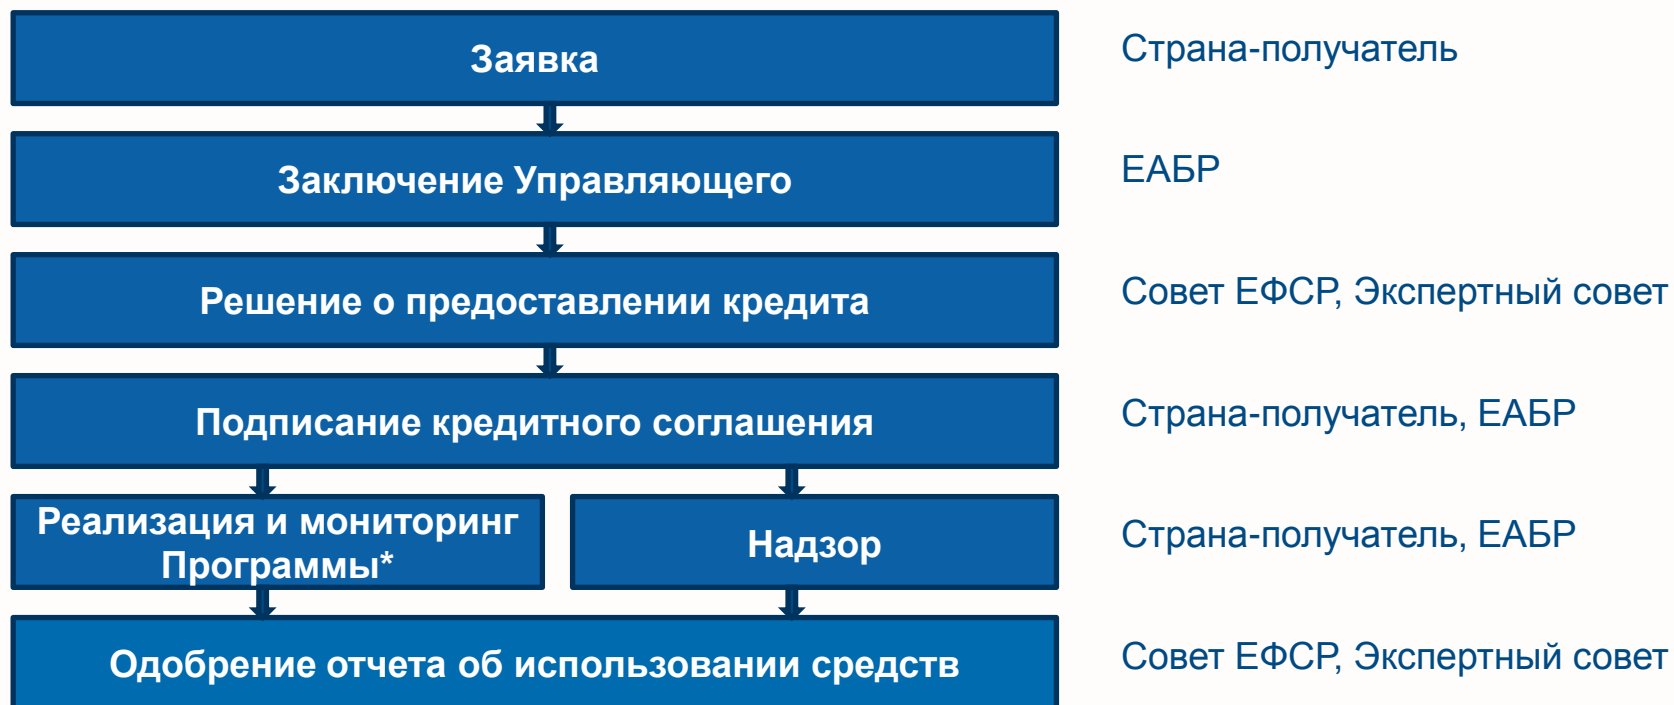 Заявка
Страна-получатель
Заключение Управляющего
ЕАБР
Решение о предоставлении кредита
Совет ЕФСР, Экспертный совет
Подписание кредитного соглашения
Страна-получатель, ЕАБР
Реализация и мониторинг
Программы*
Надзор
Страна-получатель, ЕАБР
Одобрение отчета об использовании средств
Совет ЕФСР, Экспертный совет